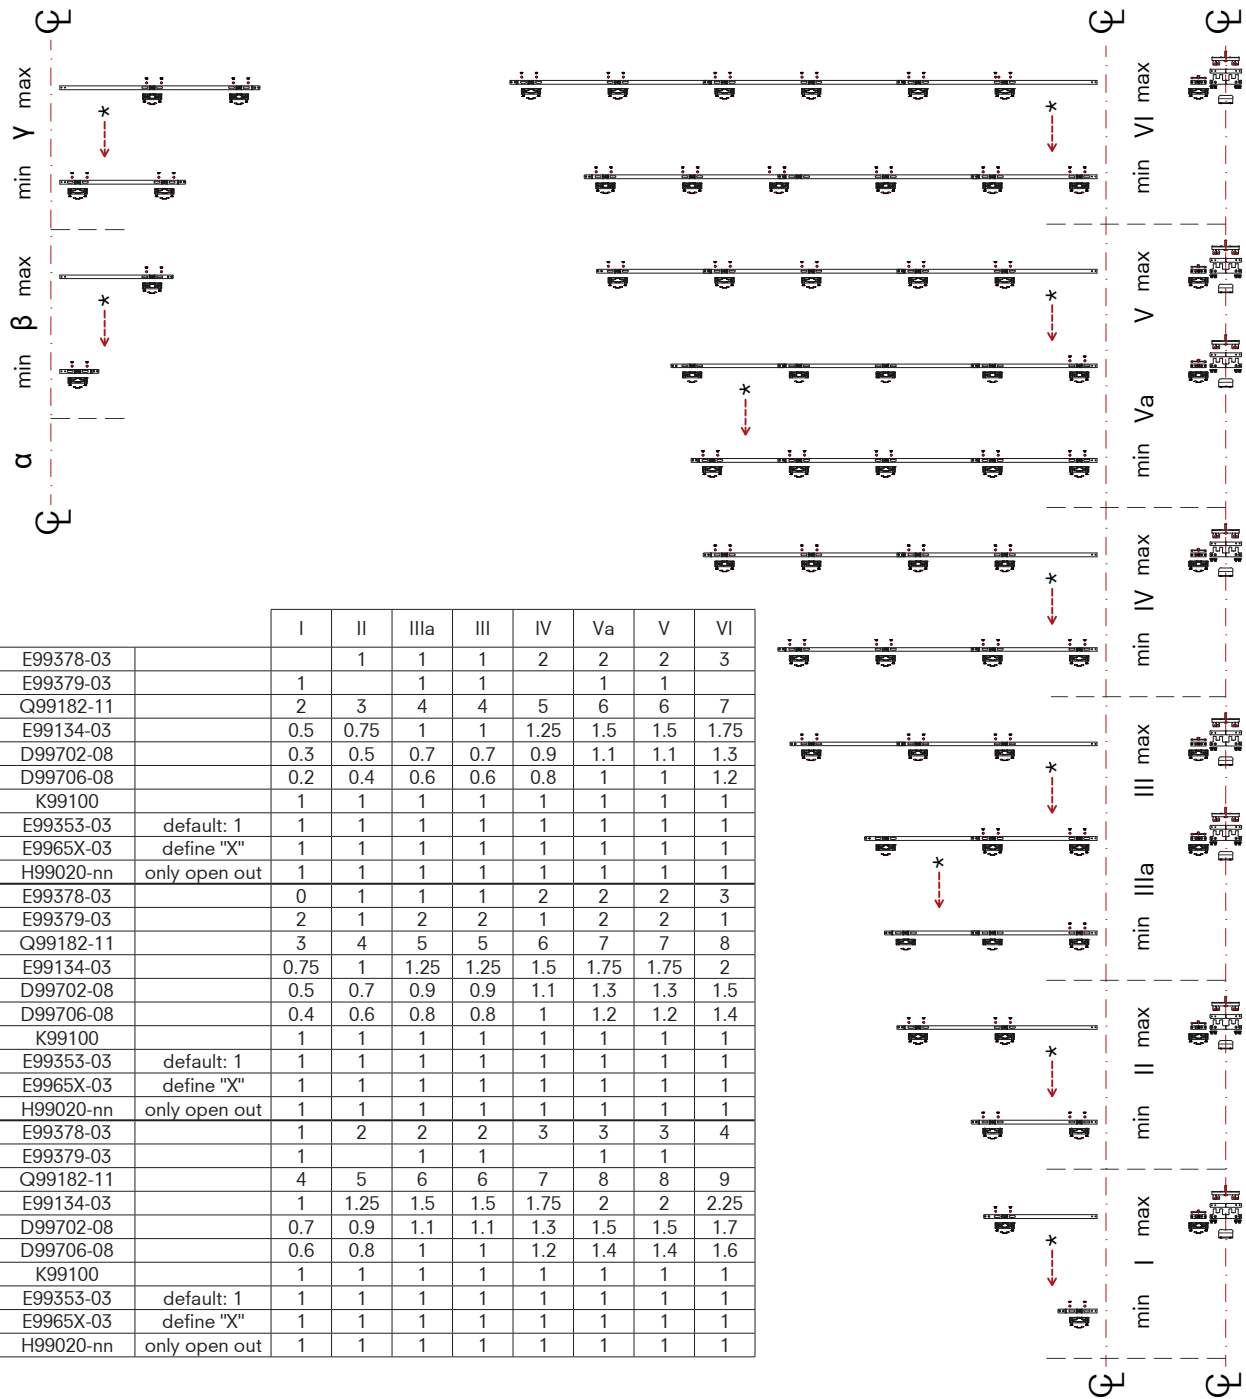 ℄
γ min max
β min max
α
℄
℄ ℄
VI min max
V max
Va min
IV min max
III max
IIIa min
II min max
I min max
℄ ℄
* * * * * * * * * *
I II IIIa III IV Va V VI
E99378-03 1 1 1 2 2 2 3
E99379-03 1 1 1 1 1
Q99182-11 2 3 4 4 5 6 6 7
E99134-03 0.5 0.75 1 1 1.25 1.5 1.5 1.75
D99702-08 0.3 0.5 0.7 0.7 0.9 1.1 1.1 1.3
D99706-08 0.2 0.4 0.6 0.6 0.8 1 1 1.2
K99100 1 1 1 1 1 1 1 1
E99353-03 default: 1 1 1 1 1 1 1 1 1
E9965X-03 define "X" 1 1 1 1 1 1 1 1
H99020-nn only open out 1 1 1 1 1 1 1 1
E99378-03 0 1 1 1 2 2 2 3
E99379-03 2 1 2 2 1 2 2 1
Q99182-11 3 4 5 5 6 7 7 8
E99134-03 0.75 1 1.25 1.25 1.5 1.75 1.75 2
D99702-08 0.5 0.7 0.9 0.9 1.1 1.3 1.3 1.5
D99706-08 0.4 0.6 0.8 0.8 1 1.2 1.2 1.4
K99100 1 1 1 1 1 1 1 1
E99353-03 default: 1 1 1 1 1 1 1 1 1
E9965X-03 define "X" 1 1 1 1 1 1 1 1
H99020-nn only open out 1 1 1 1 1 1 1 1
E99378-03 1 2 2 2 3 3 3 4
E99379-03 1 1 1 1 1
Q99182-11 4 5 6 6 7 8 8 9
E99134-03 1 1.25 1.5 1.5 1.75 2 2 2.25
D99702-08 0.7 0.9 1.1 1.1 1.3 1.5 1.5 1.7
D99706-08 0.6 0.8 1 1 1.2 1.4 1.4 1.6
K99100 1 1 1 1 1 1 1 1
E99353-03 default: 1 1 1 1 1 1 1 1 1
E9965X-03 define "X" 1 1 1 1 1 1 1 1
H99020-nn only open out 1 1 1 1 1 1 1 1